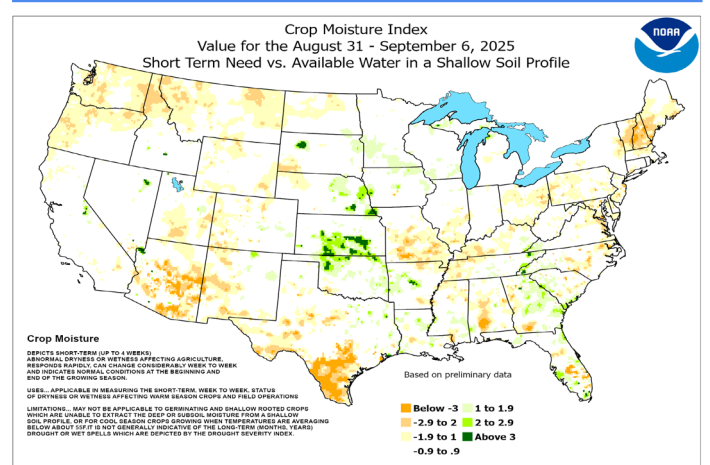 Crop Moisture Index
Value for the August 31 - September 6, 2025
Short Term Need vs. Available Water in a Shallow Soil Profile
NOAA
Crop Moisture
DEPICTS SHORT-TERM (UP TO 4 WEEKS)
ABNORMAL DRYNESS OR WETNESS AFFECTING AGRICULTURE,
RESPONDS RAPIDLY, CAN CHANGE CONSIDERABLY WEEK TO WEEK
AND INDICATES NORMAL CONDITIONS AT THE BEGINNING AND
END OF THE GROWING SEASON.
USES... APPLICABLE IN MEASURING THE SHORT-TERM, WEEK TO WEEK, STATUS
OF DRYNESS OR WETNESS AFFECTING WARM SEASON CROPS AND FIELD OPERATIONS
LIMITATIONS... MAY NOT BE APPLICABLE TO GERMINATING AND SHALLOW ROOTED CROPS
WHICH ARE UNABLE TO EXTRACT THE DEEP OR SUBSOIL MOISTURE FROM A SHALLOW
SOIL PROFILE, OR FOR COOL SEASON CROPS GROWING WHEN TEMPERATURES ARE AVERAGING
BELOW ABOUT 55F. IT IS NOT GENERALLY INDICATIVE OF THE LONG-TERM (MONTHS, YEARS)
DROUGHT OR WET SPELLS WHICH ARE DEPICTED BY THE DROUGHT SEVERITY INDEX.
Based on preliminary data
Below -3
-2.9 to 2
-1.9 to 1
-0.9 to .9
1 to 1.9
2 to 2.9
Above 3